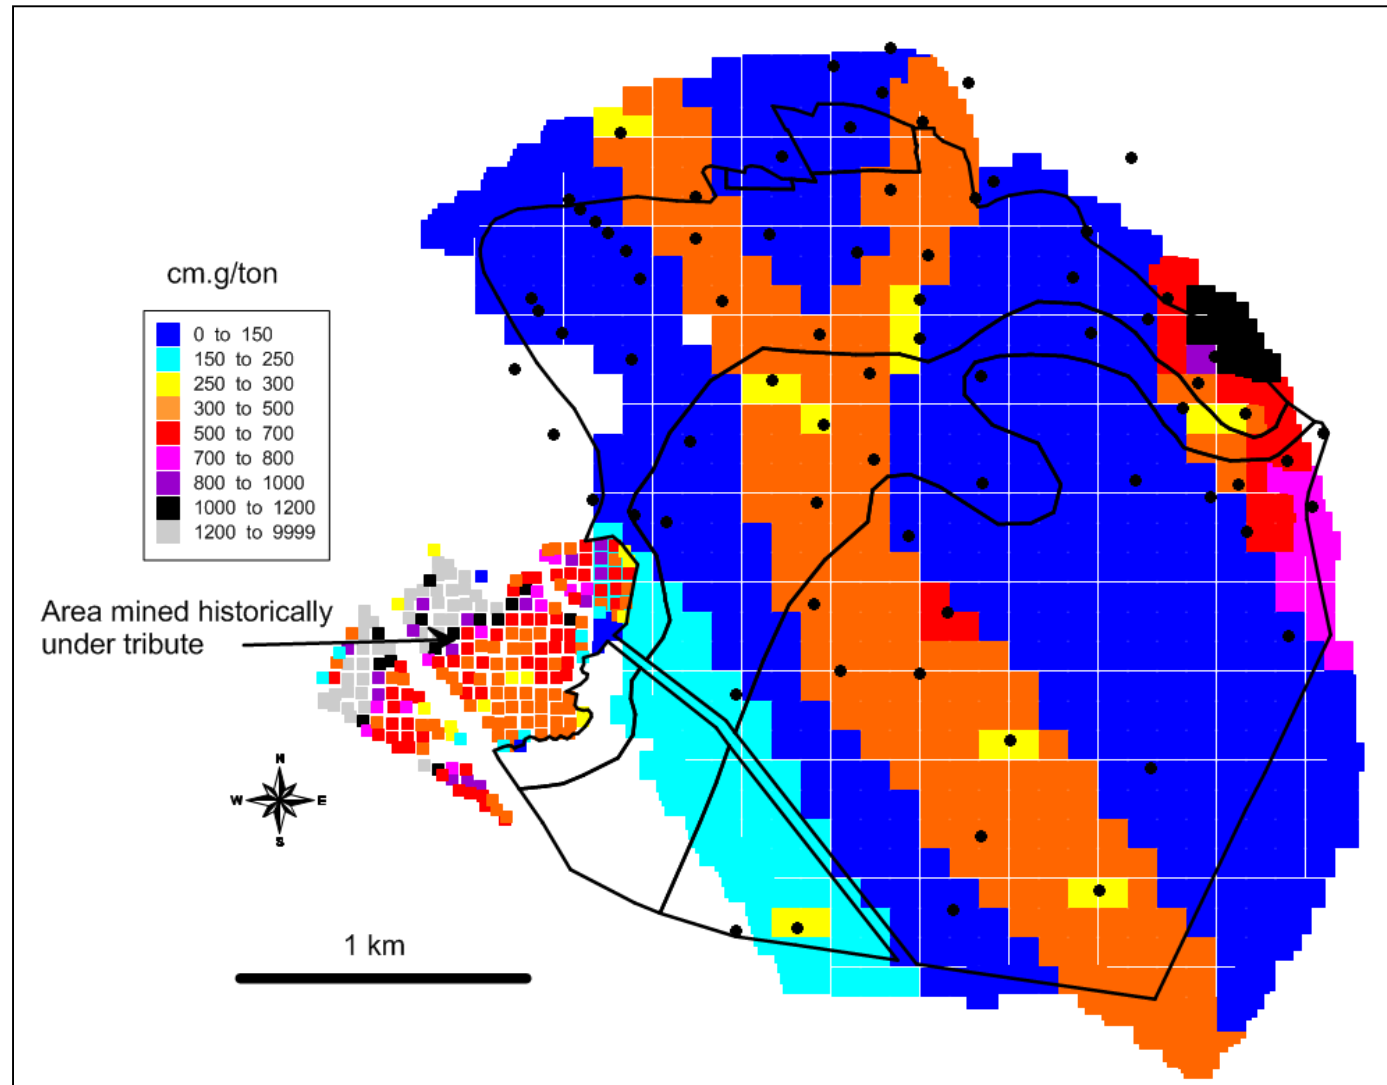 cm.g/ton
0 to 150
150 to 250
250 to 300
300 to 500
500 to 700
700 to 800
800 to 1000
1000 to 1200
1200 to 9999
Area mined historically
under tribute
N
W E
S
1 km